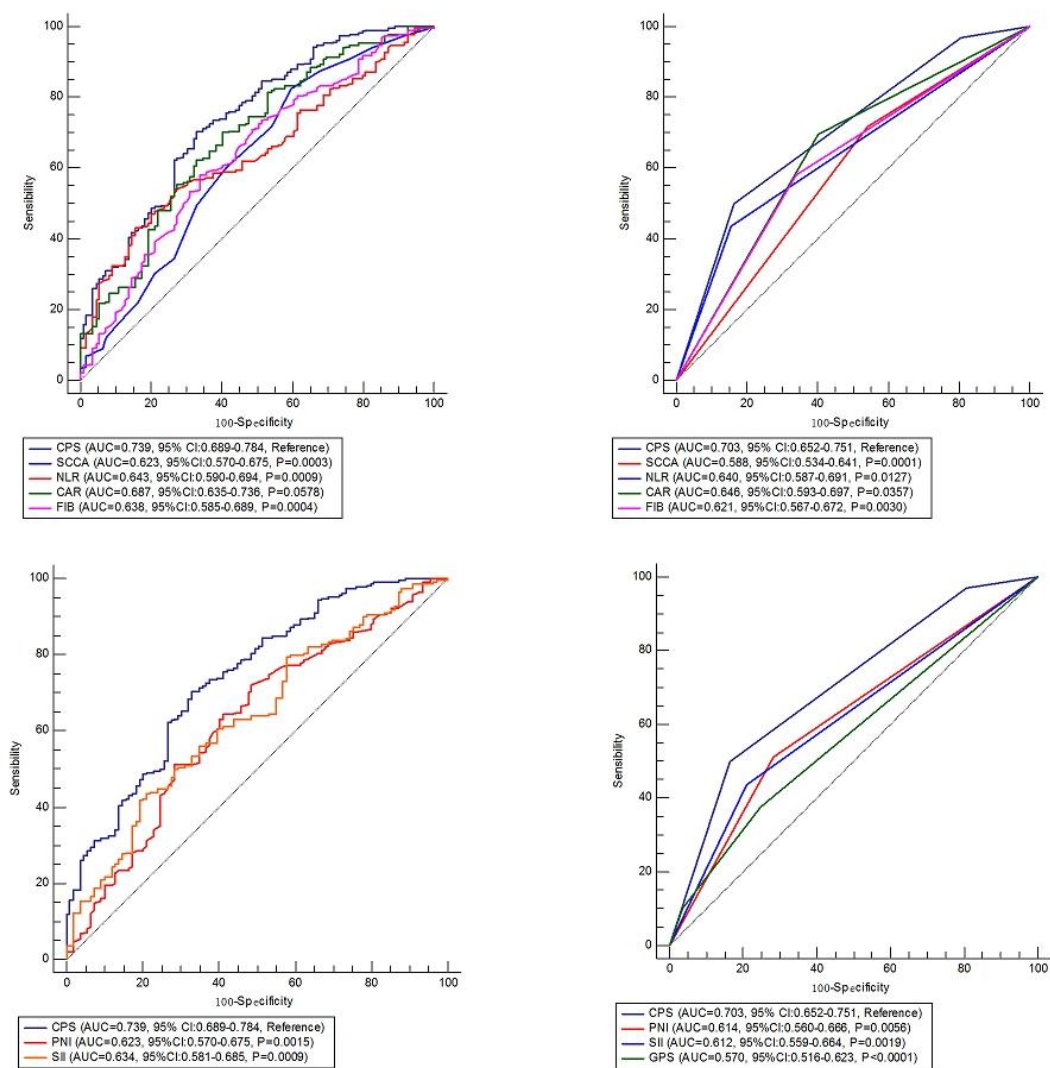 100
80
60
40
20
0
Sensibility
0 20 40 60 80 100
100-Specificity
CPS (AUC=0.739, 95% CI:0.689-0.784, Reference)
SCCA (AUC=0.623, 95%CI:0.570-0.675, P=0.0003)
NLR (AUC=0.643, 95%CI:0.590-0.694, P=0.0009)
CAR (AUC=0.687, 95%CI:0.635-0.736, P=0.0578)
FIB (AUC=0.638, 95%CI:0.585-0.689, P=0.0004)
100
80
60
40
20
0
Sensibility
0 20 40 60 80 100
100-Specificity
CPS (AUC=0.703, 95% CI:0.652-0.751, Reference)
SCCA (AUC=0.588, 95%CI:0.534-0.641, P=0.0001)
NLR (AUC=0.640, 95%CI:0.587-0.691, P=0.0127)
CAR (AUC=0.646, 95%CI:0.593-0.697, P=0.0357)
FIB (AUC=0.621, 95%CI:0.567-0.672, P=0.0030)
100
80
60
40
20
0
Sensibility
0 20 40 60 80 100
100-Specificity
CPS (AUC=0.739, 95% CI:0.689-0.784, Reference)
PNI (AUC=0.623, 95%CI:0.570-0.675, P=0.0015)
SII (AUC=0.634, 95%CI:0.581-0.685, P=0.0009)
100
80
60
40
20
0
Sensibility
0 20 40 60 80 100
100-Specificity
CPS (AUC=0.703, 95% CI:0.652-0.751, Reference)
PNI (AUC=0.614, 95%CI:0.560-0.666, P=0.0056)
SII (AUC=0.612, 95%CI:0.559-0.664, P=0.0019)
GPS (AUC=0.570, 95%CI:0.516-0.623, P<0.0001)